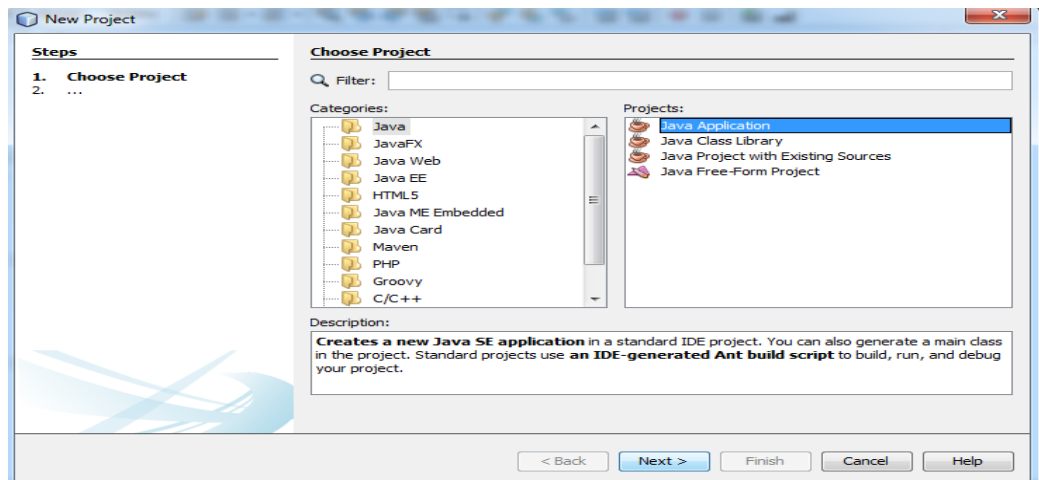 New Project
Steps
1. Choose Project
2. ...
Choose Project
Filter:
Categories:
Java
JavaFX
Java Web
Java EE
HTML5
Java ME Embedded
Java Card
Maven
PHP
Groovy
C/C++
Projects:
Java Application
Java Class Library
Java Project with Existing Sources
Java Free-Form Project
Description:
Creates a new Java SE application in a standard IDE project. You can also generate a main class
in the project. Standard projects use an IDE-generated Ant build script to build, run, and debug
your project.
< Back
Next >
Finish
Cancel
Help